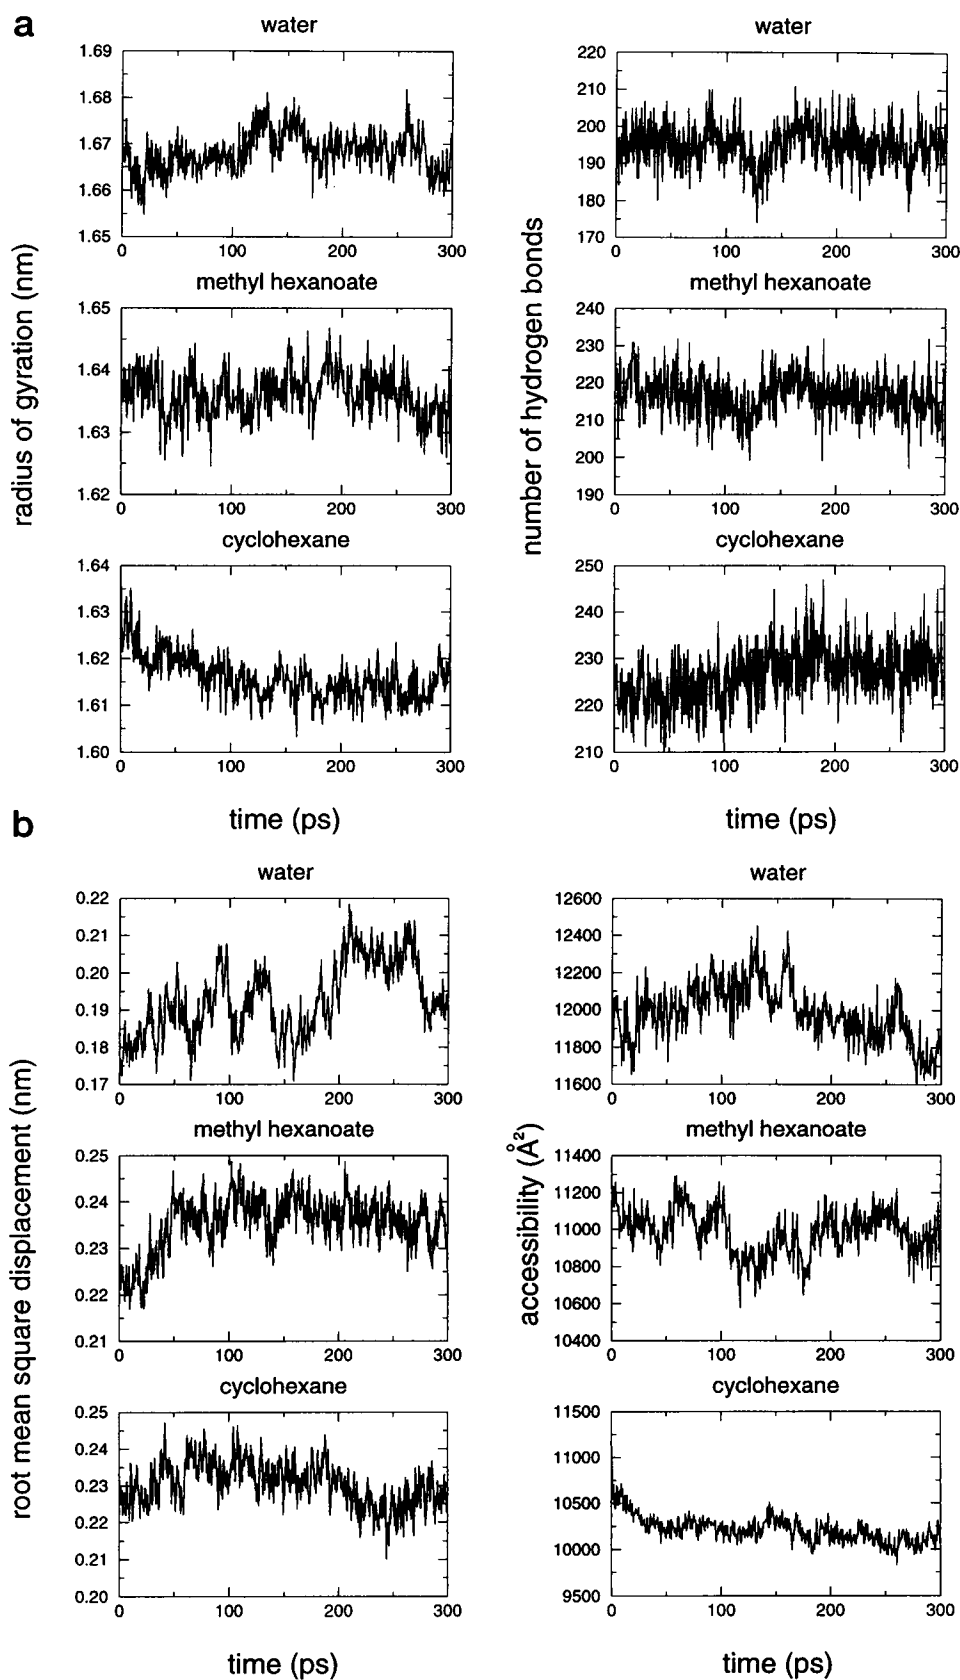 a
water
1.69
1.68
1.67
1.66
1.65
0 100 200 300
methyl hexanoate
1.65
1.64
1.63
1.62
0 100 200 300
cyclohexane
1.64
1.63
1.62
1.61
1.60
0 100 200 300
radius of gyration (nm)
time (ps)
water
220
210
200
190
180
170
0 100 200 300
methyl hexanoate
240
230
220
210
200
190
0 100 200 300
cyclohexane
250
240
230
220
210
0 100 200 300
number of hydrogen bonds
time (ps)
b
water
0.22
0.21
0.20
0.19
0.18
0.17
0 100 200 300
methyl hexanoate
0.25
0.24
0.23
0.22
0.21
0 100 200 300
cyclohexane
0.25
0.24
0.23
0.22
0.21
0.20
0 100 200 300
root mean square displacement (nm)
time (ps)
water
12600
12400
12200
12000
11800
11600
0 100 200 300
methyl hexanoate
11400
11200
11000
10800
10600
10400
0 100 200 300
cyclohexane
11500
11000
10500
10000
9500
0 100 200 300
accessibility (Å²)
time (ps)